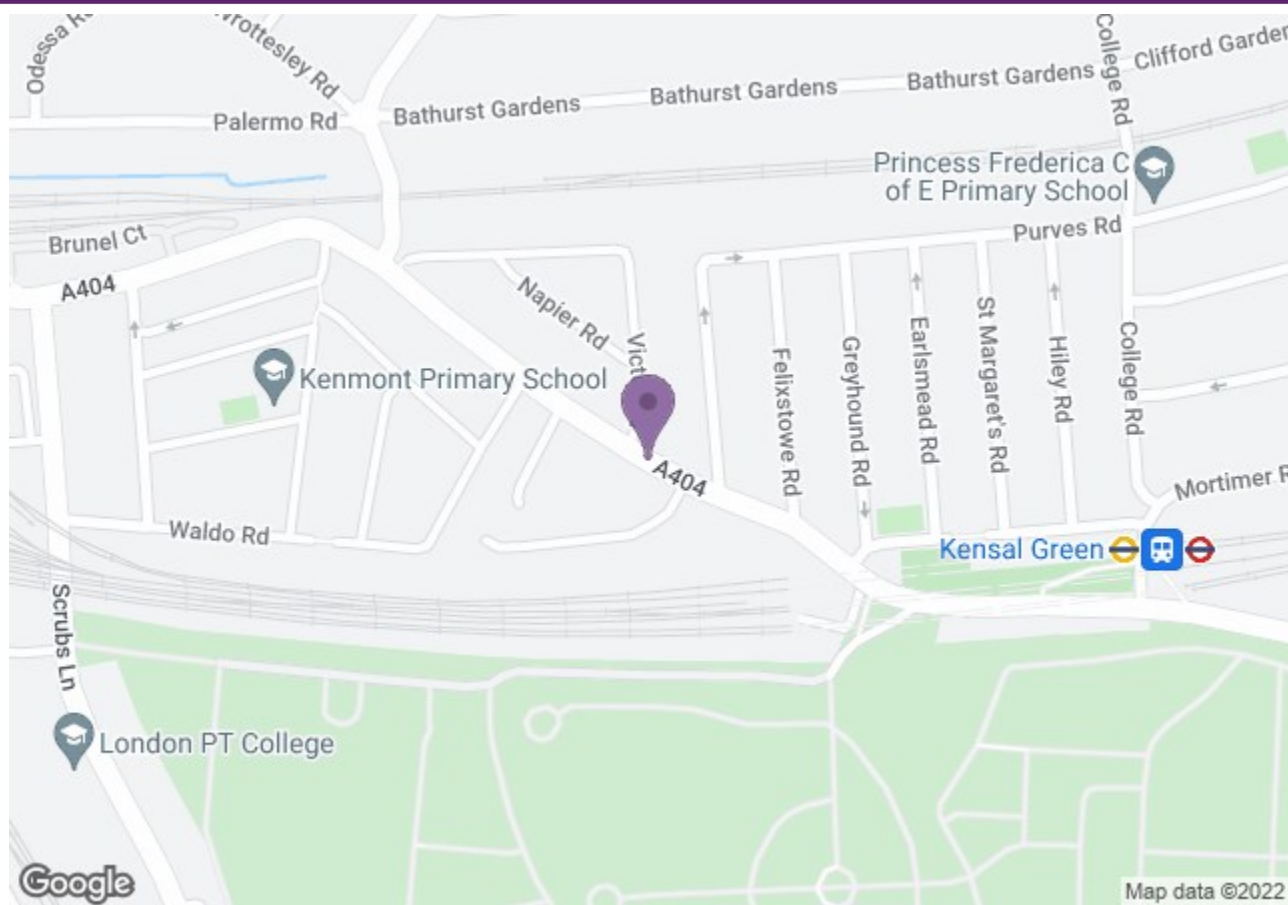 Odessa Rd
Wrottesley Rd
College Rd
Clifford Garden
Bathurst Gardens
Bathurst Gardens
Bathurst Gardens
Palermo Rd
Princess Frederica C
of E Primary School
Purves Rd
Brunel Ct
A404
Napier Rd
Vict
Kenmont Primary School
Felixstowe Rd
Greyhound Rd
Earlsmead Rd
St Margaret's Rd
Hiley Rd
College Rd
A404
Mortimer R
Waldo Rd
Kensal Green
Scrubs Ln
London PT College
Google
Map data ©2022